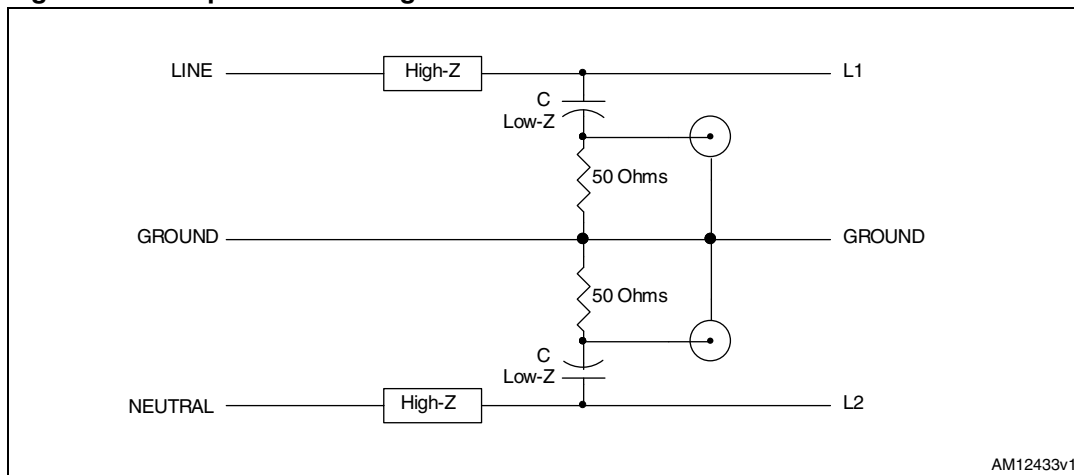 LINE High-Z L1
C
Low-Z
50 Ohms
GROUND GROUND
50 Ohms
C
Low-Z
NEUTRAL High-Z L2
AM12433v1